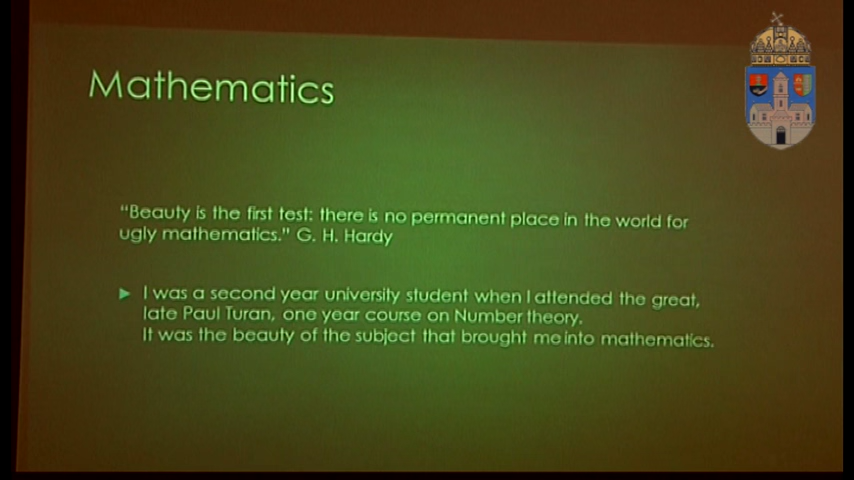 Mathematics
“Beauty is the first test: there is no permanent place in the world for
ugly mathematics.” G. H. Hardy
► I was a second year university student when I attended the great,
late Paul Turan, one year course on Number theory.
It was the beauty of the subject that brought me into mathematics.